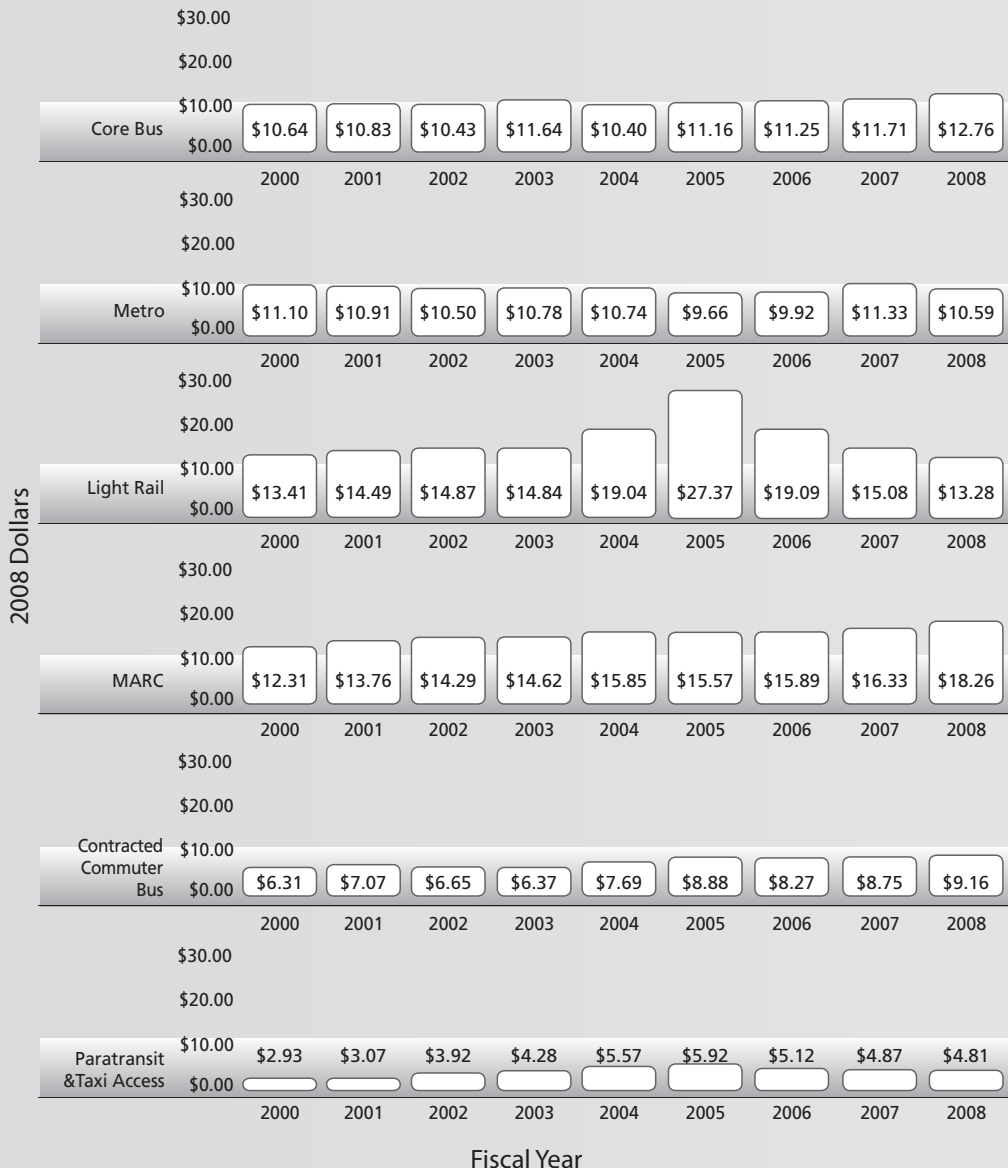 2008 Dollars
$30.00
$20.00
$10.00
Core Bus
$0.00
$10.64 $10.83 $10.43 $11.64 $10.40 $11.16 $11.25 $11.71 $12.76
2000 2001 2002 2003 2004 2005 2006 2007 2008
$30.00
$20.00
$10.00
Metro
$0.00
$11.10 $10.91 $10.50 $10.78 $10.74 $9.66 $9.92 $11.33 $10.59
2000 2001 2002 2003 2004 2005 2006 2007 2008
$30.00
$20.00
$10.00
Light Rail
$0.00
$13.41 $14.49 $14.87 $14.84 $19.04 $27.37 $19.09 $15.08 $13.28
2000 2001 2002 2003 2004 2005 2006 2007 2008
$30.00
$20.00
$10.00
MARC
$0.00
$12.31 $13.76 $14.29 $14.62 $15.85 $15.57 $15.89 $16.33 $18.26
2000 2001 2002 2003 2004 2005 2006 2007 2008
$30.00
$20.00
$10.00
Contracted
Commuter
Bus
$0.00
$6.31 $7.07 $6.65 $6.37 $7.69 $8.88 $8.27 $8.75 $9.16
2000 2001 2002 2003 2004 2005 2006 2007 2008
$30.00
$20.00
$10.00
Paratransit
&Taxi Access
$0.00
$2.93 $3.07 $3.92 $4.28 $5.57 $5.92 $5.12 $4.87 $4.81
2000 2001 2002 2003 2004 2005 2006 2007 2008
Fiscal Year